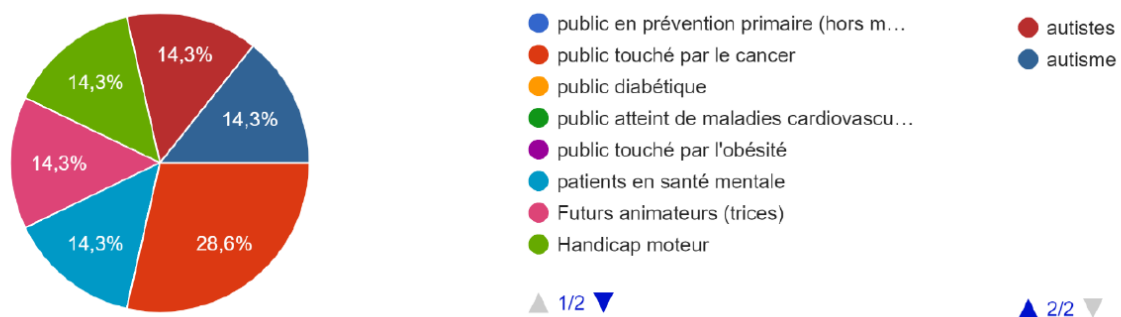 14,3%
14,3%
14,3%
14,3%
14,3%
28,6%
public en prévention primaire (hors m…
public touché par le cancer
public diabétique
public atteint de maladies cardiovascu…
public touché par l'obésité
patients en santé mentale
Futurs animateurs (trices)
Handicap moteur
1/2
autistes
autisme
2/2